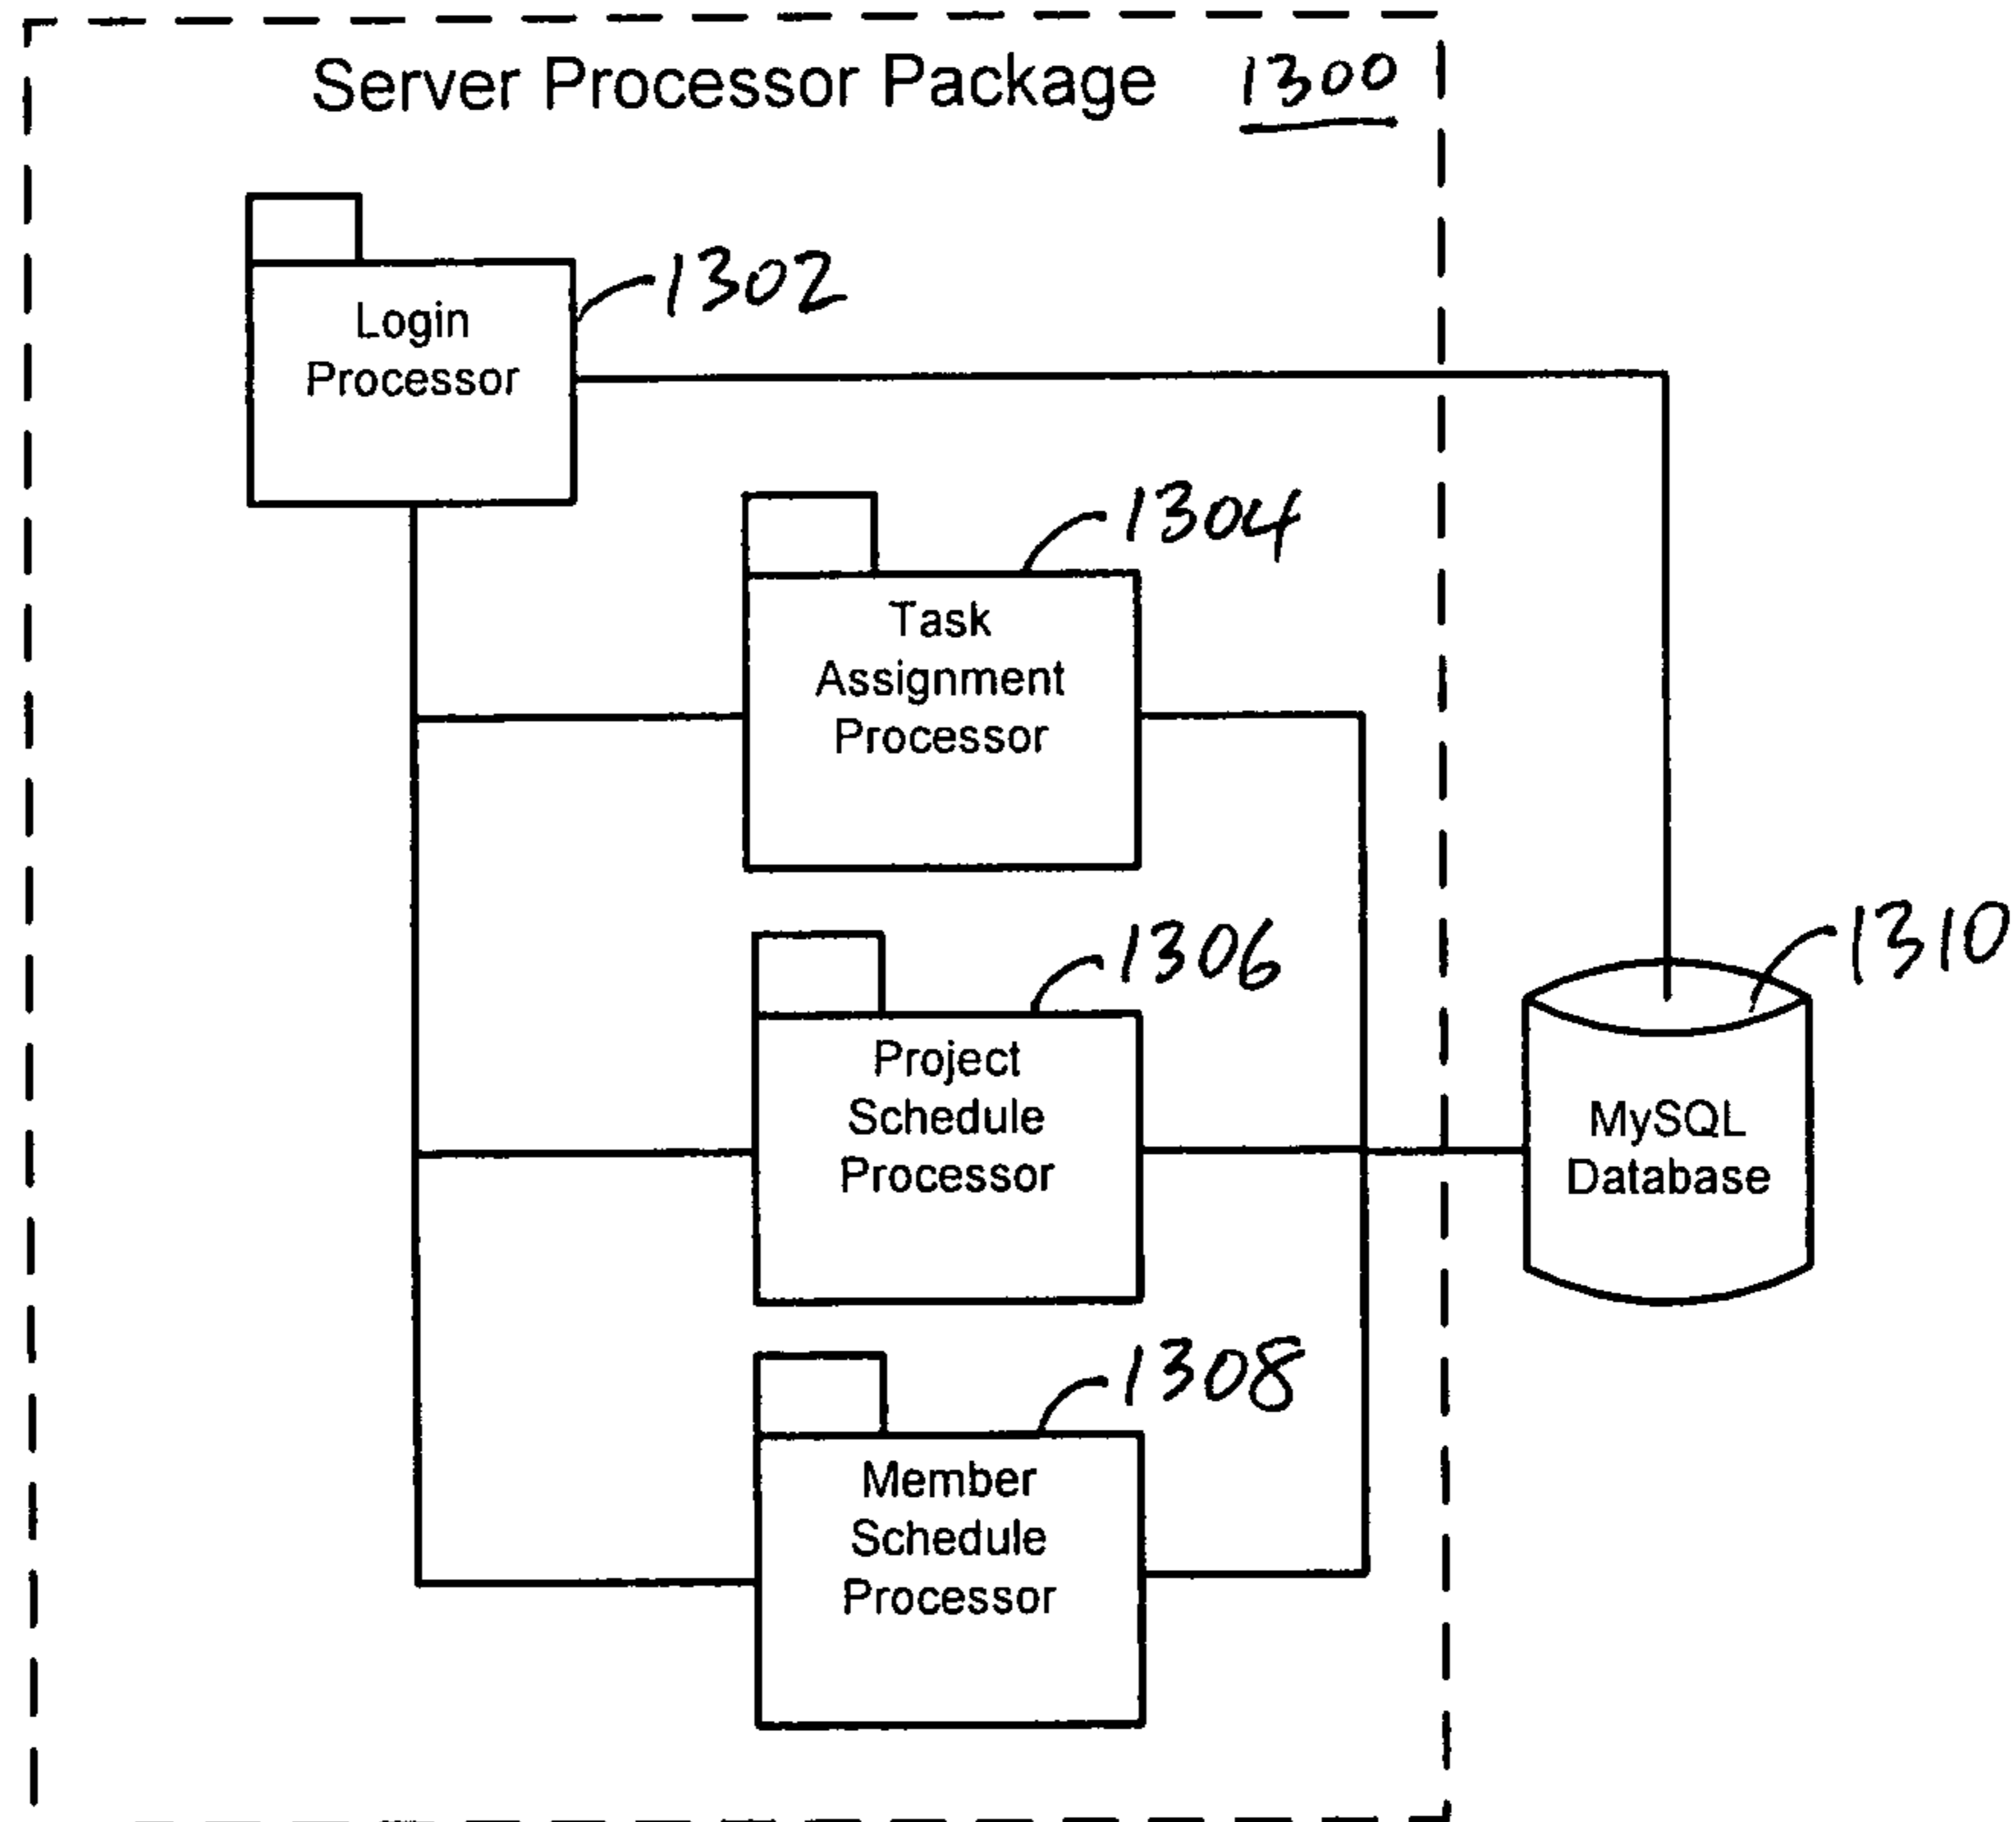 Server Processor Package 1300
1302
Login
Processor
1304
Task
Assignment
Processor
1306
1310
Project
Schedule
Processor
MySQL
Database
1308
Member
Schedule
Processor